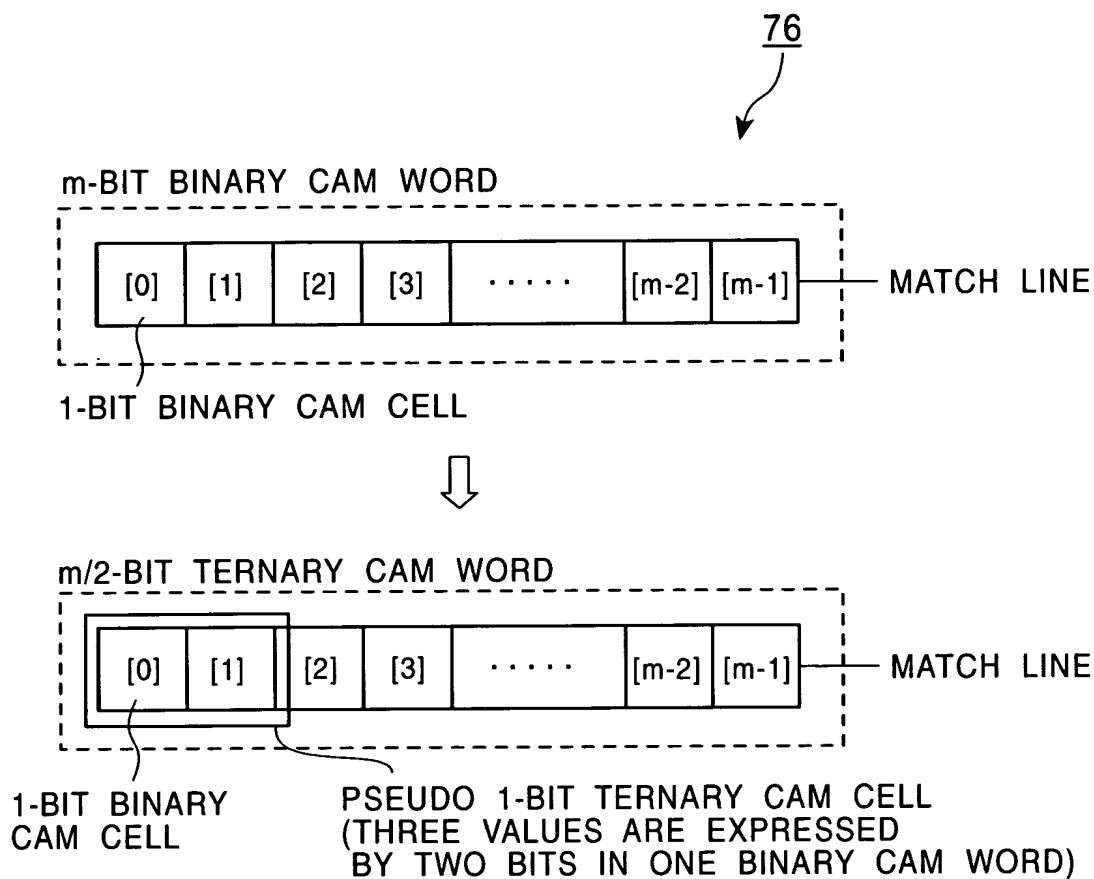 76
m-BIT BINARY CAM WORD
[0] [1] [2] [3] ····· [m-2] [m-1]
MATCH LINE
1-BIT BINARY CAM CELL
m/2-BIT TERNARY CAM WORD
[0] [1] [2] [3] ····· [m-2] [m-1]
MATCH LINE
1-BIT BINARY
CAM CELL
PSEUDO 1-BIT TERNARY CAM CELL
(THREE VALUES ARE EXPRESSED
BY TWO BITS IN ONE BINARY CAM WORD)